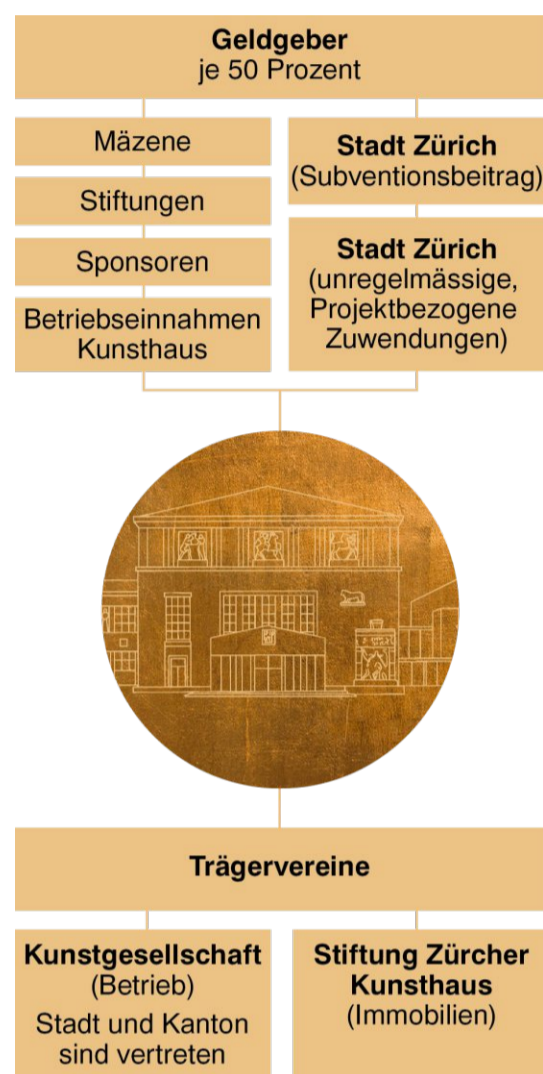 Geldgeber
je 50 Prozent
Mäzene
Stiftungen
Sponsoren
Betriebseinnahmen
Kunsthaus
Stadt Zürich
(Subventionsbeitrag)
Stadt Zürich
(unregelmässige,
Projektbezogene
Zuwendungen)
Trägervereine
Kunstgesellschaft
(Betrieb)
Stadt und Kanton
sind vertreten
Stiftung Zürcher
Kunsthaus
(Immobilien)